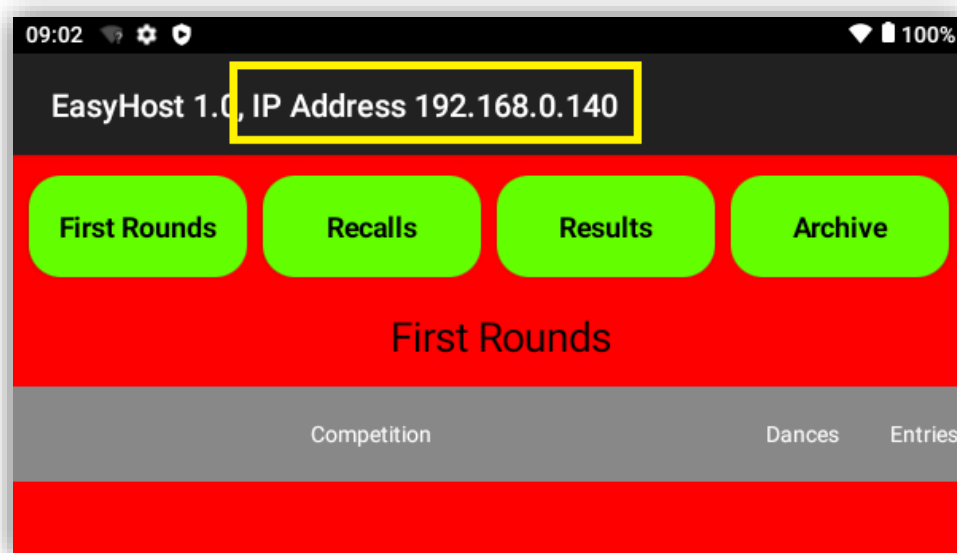 09:02 100%
EasyHost 1.0, IP Address 192.168.0.140
First Rounds Recalls Results Archive
First Rounds
Competition Dances Entries